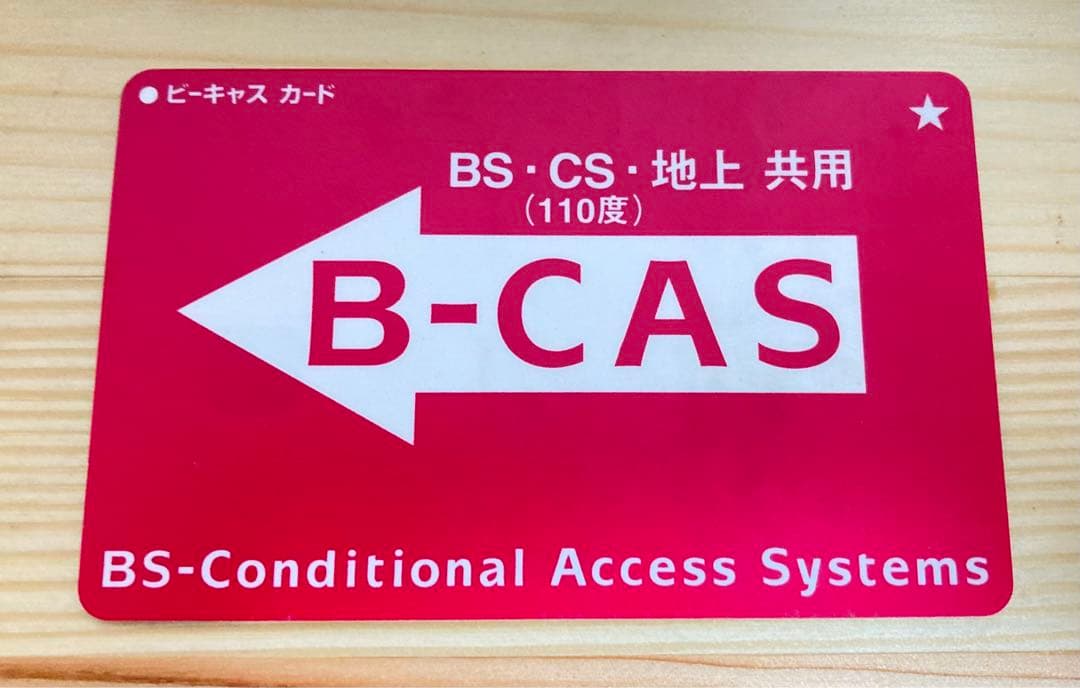 ●ビーキャス カード
★
BS・CS・地上 共用
（110度）
B-CAS
BS-Conditional Access Systems